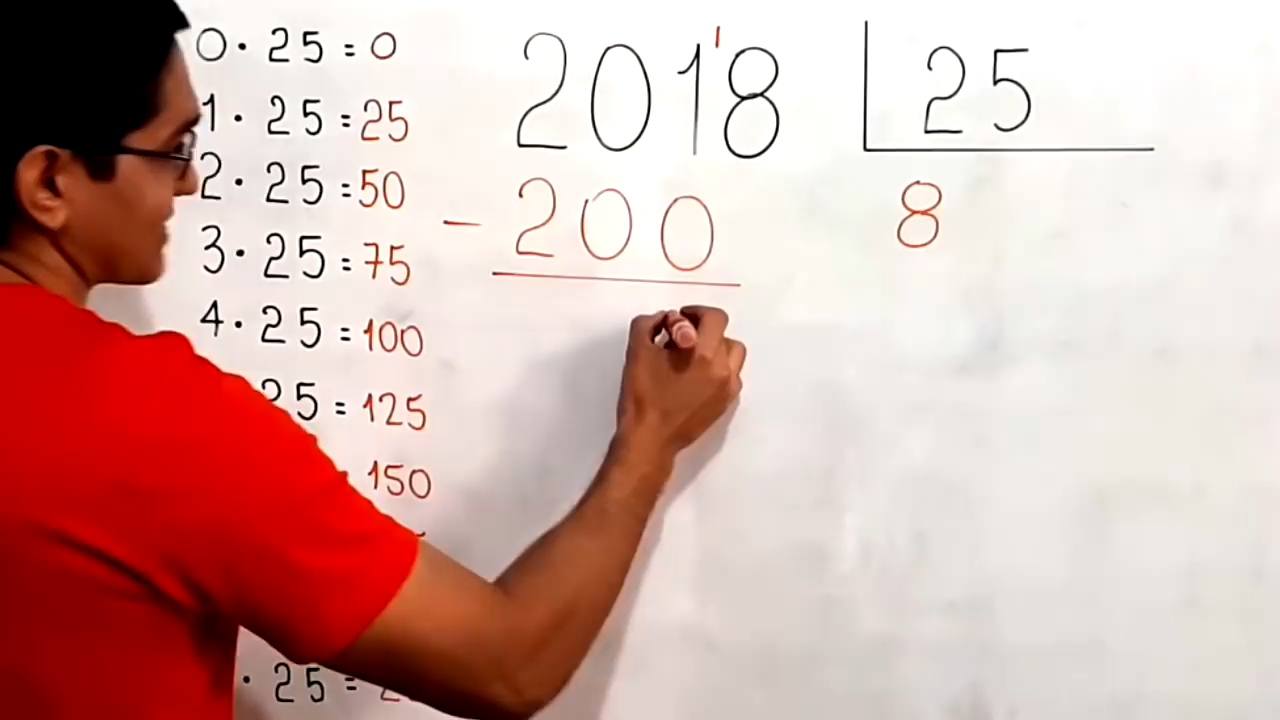 0 · 25 = 0
1 · 25 = 25
2 · 25 = 50
3 · 25 = 75
4 · 25 = 100
25 = 125
150
· 25 =
2018 25
- 200 8